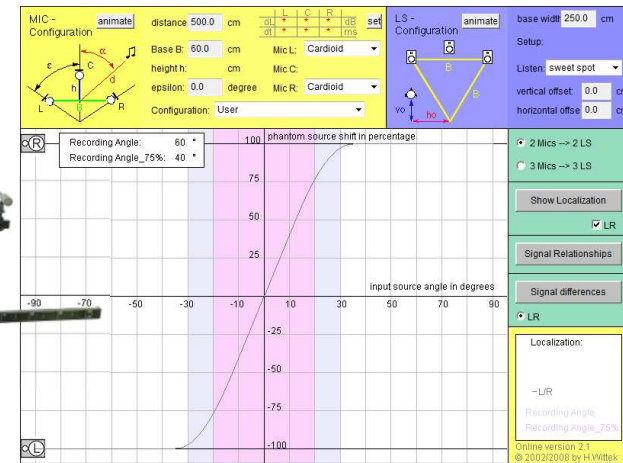 MIC -
Configuration
animate
distance 500.0 cm
L C R
dL * * * dB
dt * * * ms
set
Base B: 60.0 cm
Mic L: Cardioid
height h: cm
Mic C:
epsilon: 0.0 degree
Mic R: Cardioid
Configuration: User
α
ε
C
d
h
L
B
R
LS -
Configuration
animate
B
B
B
vo
ho
base width 250.0 cm
Setup:
Listen: sweet spot
vertical offset: 0.0 c
horizontal offse 0.0 c
R
Recording Angle: 60 °
Recording Angle_75%: 40 °
100
phantom source shift in percentage
75
50
25
input source angle in degrees
-90 -70 -50 -30 -10 10 30 50 70 90
-25
-50
-75
-100
L
2 Mics --> 2 LS
3 Mics --> 3 LS
Show Localization
LR
Signal Relationships
Signal differences
LR
Localization:
- L/R
Recording Angle
Recording Angle_75%
Online version 2.1
© 2002/2008 by H.Wittek